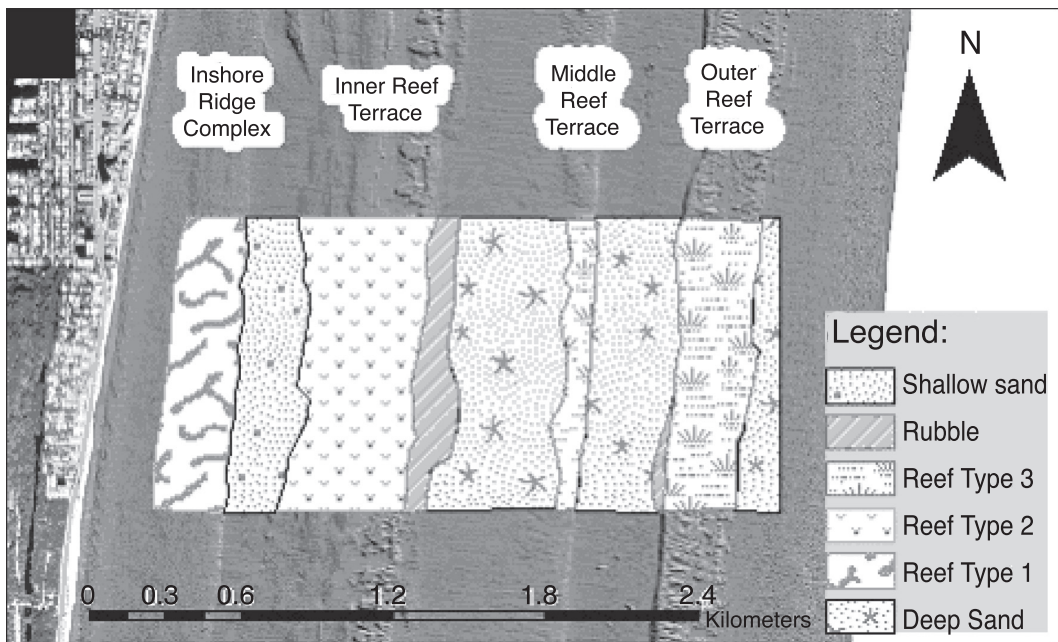 Inshore
Ridge
Complex
Inner Reef
Terrace
Middle
Reef
Terrace
Outer
Reef
Terrace
N
Legend:
Shallow sand
Rubble
Reef Type 3
Reef Type 2
Reef Type 1
Deep Sand
0 0.3 0.6 1.2 1.8 2.4
Kilometers